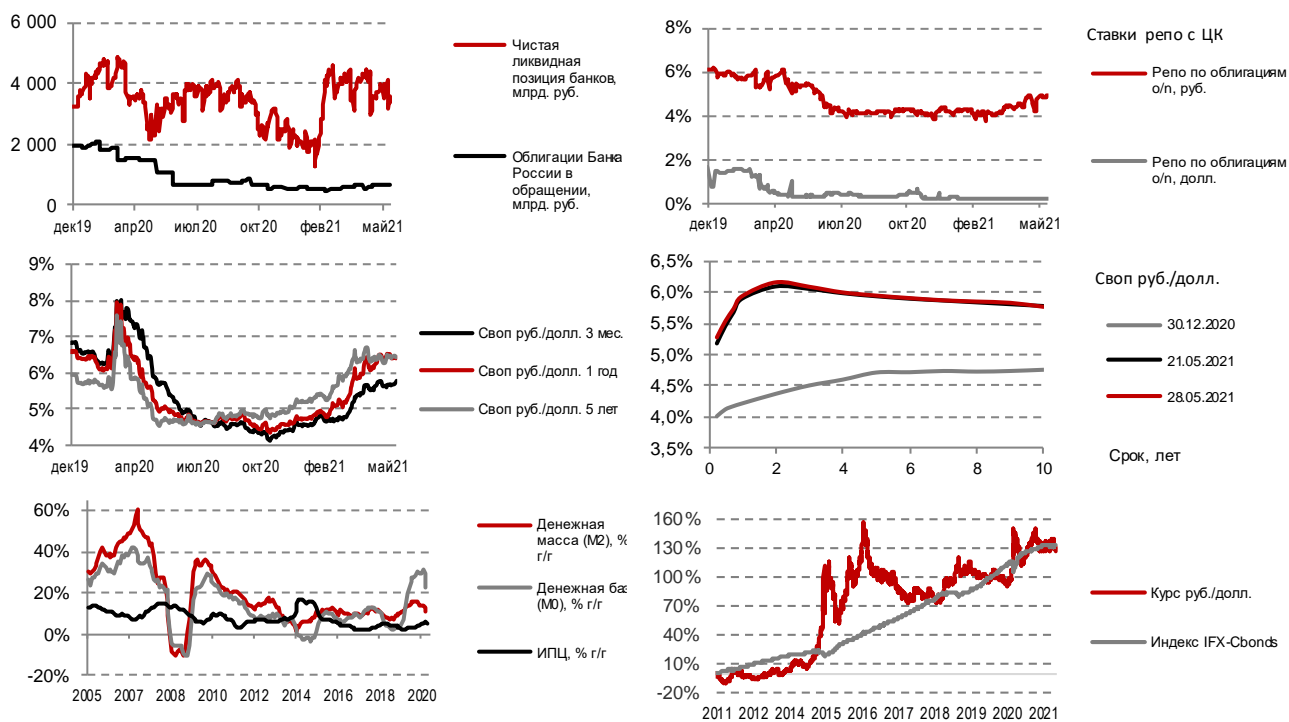 6 000
4 000
2 000
0
дек19 апр20 июл20 окт20 фев21 май21
Чистая
ликвидная
позиция банков,
млрд. руб.
Облигации Банка
России в
обращении,
млрд. руб.
8%
6%
4%
2%
0%
дек19 апр20 июл20 окт20 фев21 май21
Ставки репо с ЦК
Репо по облигациям
o/n, руб.
Репо по облигациям
o/n, долл.
9%
8%
7%
6%
5%
4%
дек19 апр20 июл20 окт20 фев21 май21
Своп руб./долл. 3 мес.
Своп руб./долл. 1 год
Своп руб./долл. 5 лет
6,5%
6,0%
5,5%
5,0%
4,5%
4,0%
3,5%
0 2 4 6 8 10
Своп руб./долл.
30.12.2020
21.05.2021
28.05.2021
Срок, лет
60%
40%
20%
0%
-20%
2005 2007 2008 2010 2012 2014 2016 2018 2020
Денежная
масса (М2), %
г/г
Денежная баз
(М0), % г/г
ИПЦ, % г/г
160%
130%
100%
70%
40%
10%
-20%
2011 2012 2014 2015 2016 2018 2019 2020 2021
Курс руб./долл.
Индекс IFX-Cbonds